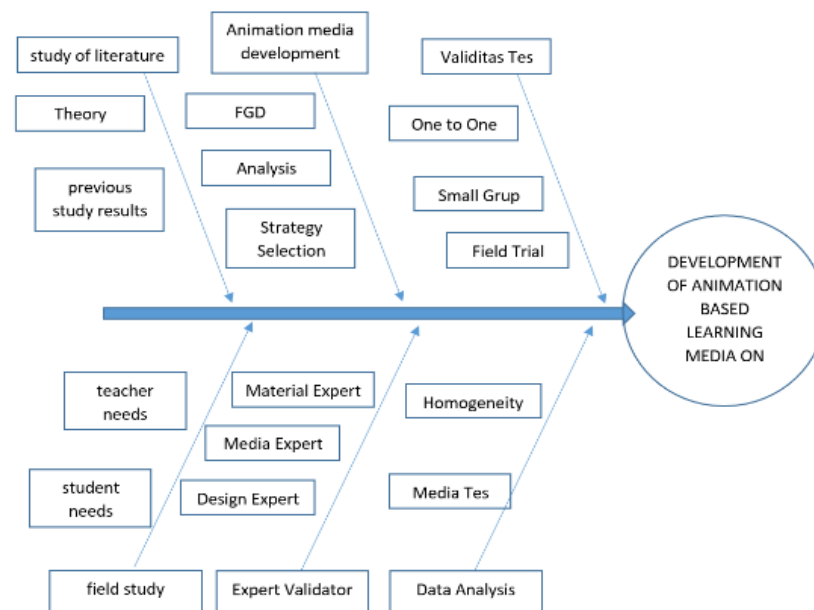 study of literature
Theory
previous
study results
Animation media
development
FGD
Analysis
Strategy
Selection
Validitas Tes
One to One
Small Grup
Field Trial
DEVELOPMENT
OF ANIMATION
BASED
LEARNING
MEDIA ON
teacher
needs
student
needs
field study
Material Expert
Media Expert
Design Expert
Expert Validator
Homogeneity
Media Tes
Data Analysis